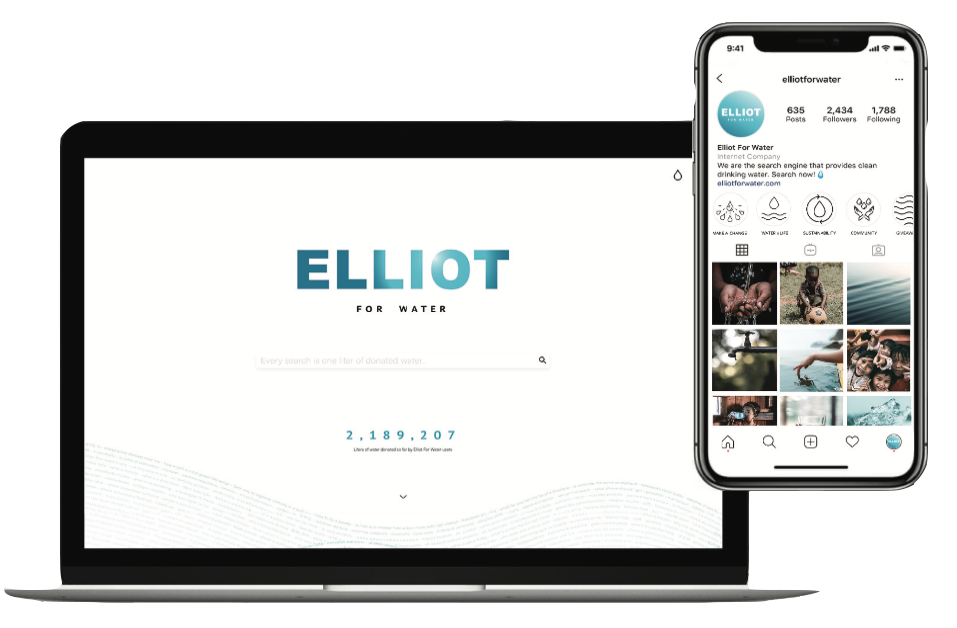 ELLIOT
FOR WATER
Every search is one liter of donated water...
2,189,207
Liters of water donated so far by Elliot For Water users
9:41
elliotforwater
ELLIOT
FOR WATER
635
Posts
2,434
Followers
1,788
Following
Elliot For Water
Internet Company
We are the search engine that provides clean
drinking water. Search now!
elliotforwater.com
MAKE A CHANGE
WATER & LIFE
SUSTAINABILITY
COMMUNITY